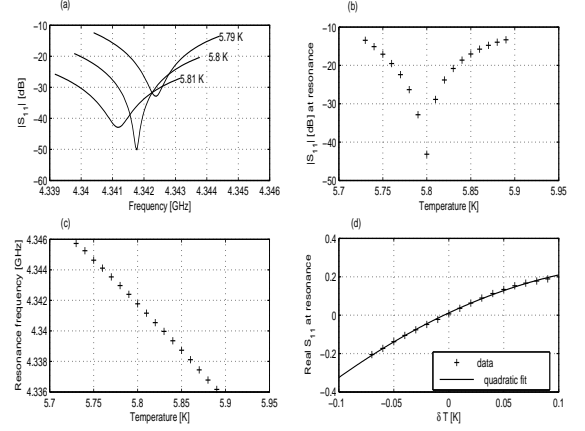 (a)
−10
−20
−30
−40
−50
−60
|S11| [dB]
5.79 K
5.8 K
5.81 K
4.339 4.34 4.341 4.342 4.343 4.344 4.345 4.346
Frequency [GHz]
(b)
−10
−20
−30
−40
−50
|S11| [dB] at resonance
5.7 5.75 5.8 5.85 5.9 5.95
Temperature [K]
(c)
4.346
4.344
4.342
4.34
4.338
4.336
Resonance frequency [GHz]
5.7 5.75 5.8 5.85 5.9 5.95
Temperature [K]
(d)
0.4
0.2
0
−0.2
−0.4
Real S11 at resonance
data
quadratic fit
−0.1 −0.05 0 0.05 0.1
δ T [K]